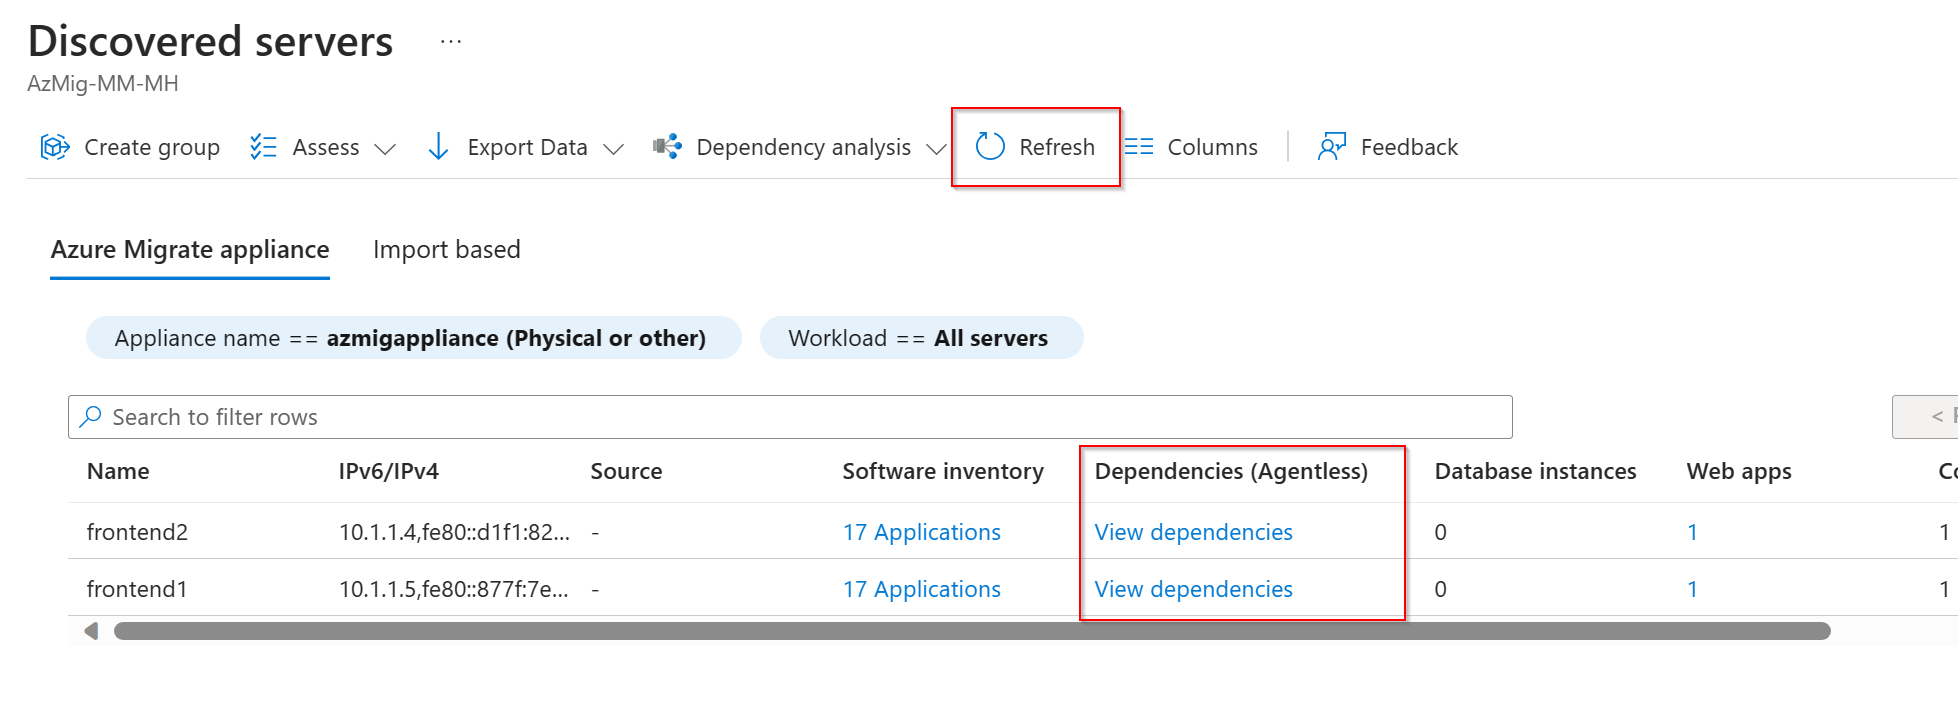 Discovered servers ...
AzMig-MM-MH
Create group Assess Export Data Dependency analysis Refresh Columns Feedback
Azure Migrate appliance Import based
Appliance name == azmigappliance (Physical or other) Workload == All servers
Search to filter rows <
Name IPv6/IPv4 Source Software inventory Dependencies (Agentless) Database instances Web apps
frontend2 10.1.1.4,fe80::d1f1:82... - 17 Applications View dependencies 0 1 1
frontend1 10.1.1.5,fe80::877f:7e... - 17 Applications View dependencies 0 1 1